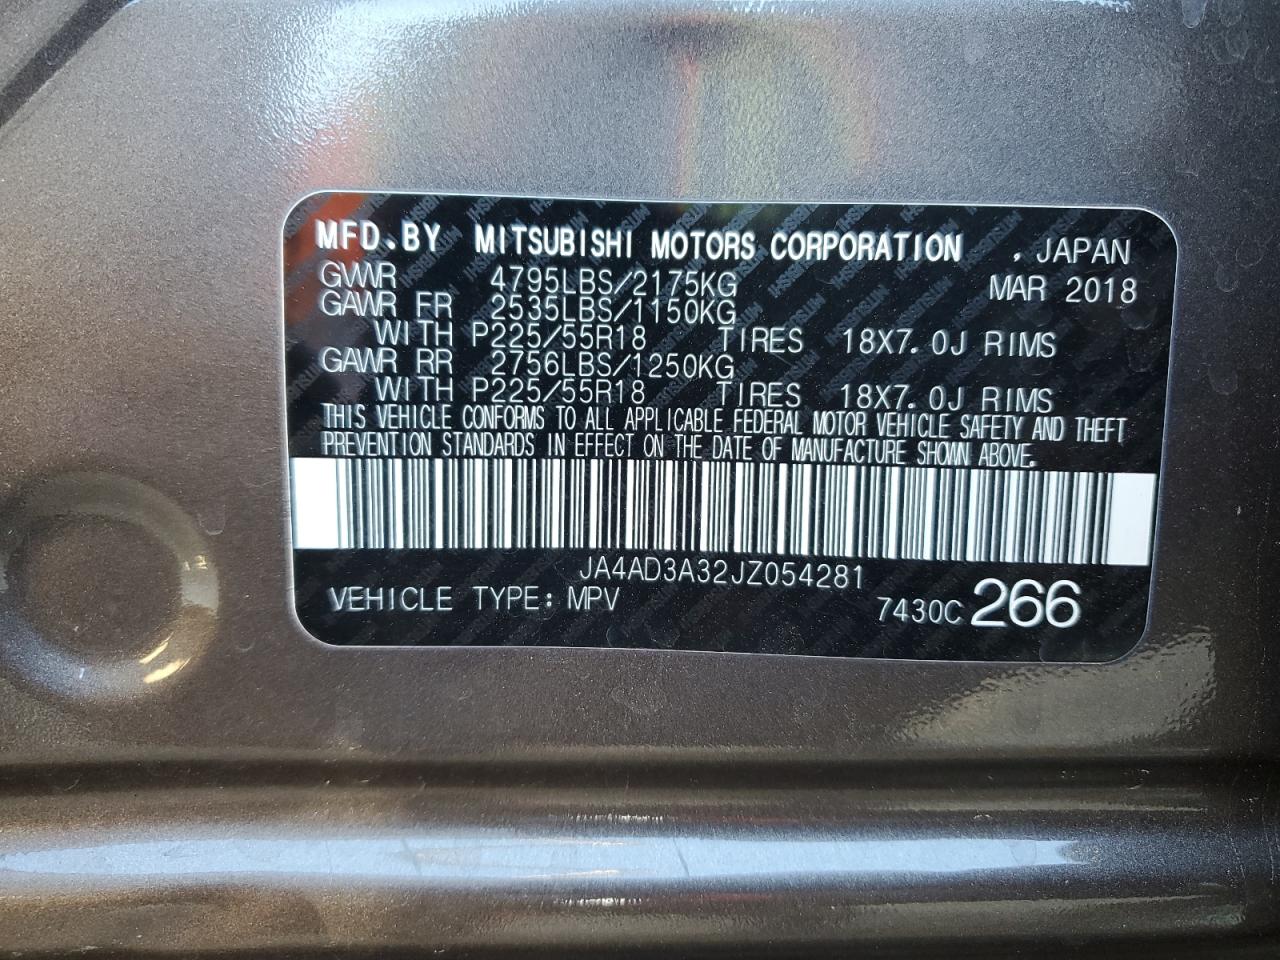 MFD.BY MITSUBISHI MOTORS CORPORATION , JAPAN
GVWR 4795LBS/2175KG MAR 2018
GAWR FR 2535LBS/1150KG
WITH P225/55R18 TIRES 18X7.0J RIMS
GAWR RR 2756LBS/1250KG
WITH P225/55R18 TIRES 18X7.0J RIMS
THIS VEHICLE CONFORMS TO ALL APPLICABLE FEDERAL MOTOR VEHICLE SAFETY AND THEFT
PREVENTION STANDARDS IN EFFECT ON THE DATE OF MANUFACTURE SHOWN ABOVE.
JA4AD3A32JZ054281
VEHICLE TYPE: MPV 7430C 266